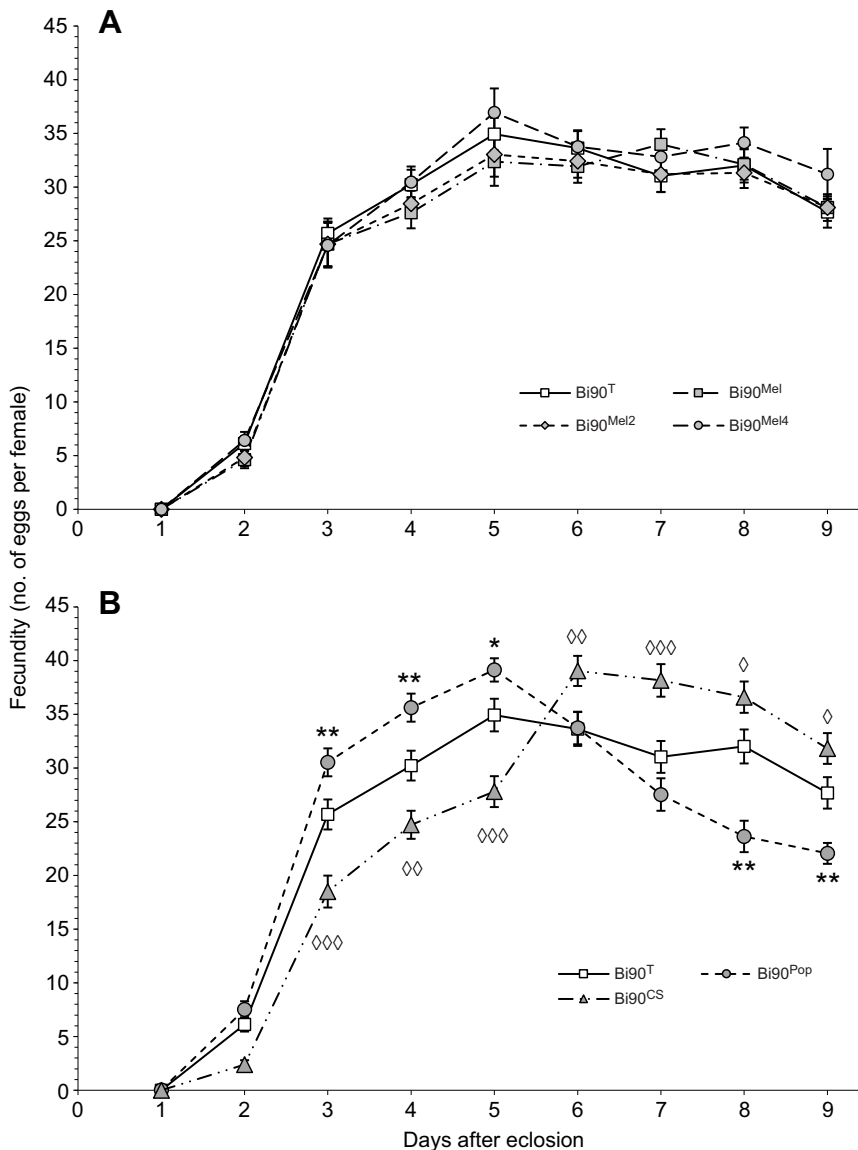 A
45
40
35
30
25
20
15
10
5
0
0 1 2 3 4 5 6 7 8 9
Bi90T Bi90Mel
Bi90Mel2 Bi90Mel4
Fecundity (no. of eggs per female)
B
45
40
35
30
25
20
15
10
5
0
** ** * ◊◊ ◊◊◊ ◊ ◊
◊◊◊ ◊◊ ◊◊◊ ** **
Bi90T Bi90Pop
Bi90CS
0 1 2 3 4 5 6 7 8 9
Days after eclosion